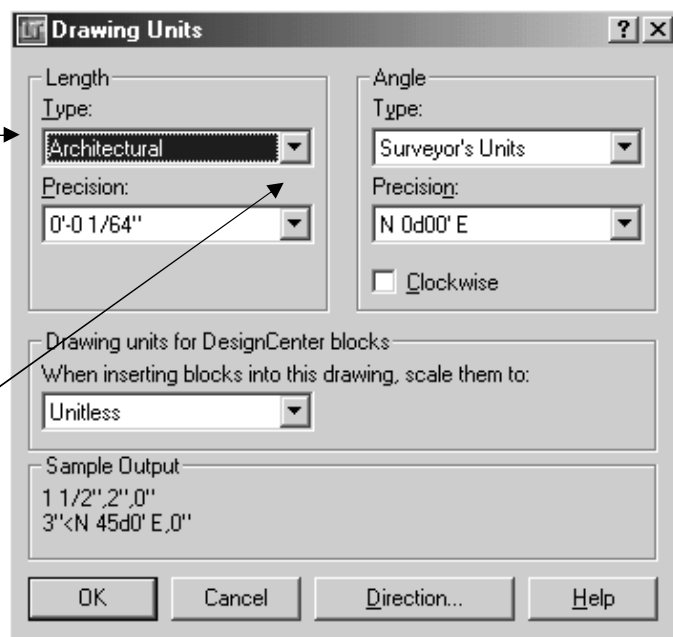 LT Drawing Units ? ×
Length
Type:
Architectural
Precision:
0'-0 1/64"
Angle
Type:
Surveyor's Units
Precision:
N 0d00' E
Clockwise
Drawing units for DesignCenter blocks
When inserting blocks into this drawing, scale them to:
Unitless
Sample Output
1 1/2",2",0"
3"<N 45d0' E,0"
OK Cancel Direction... Help